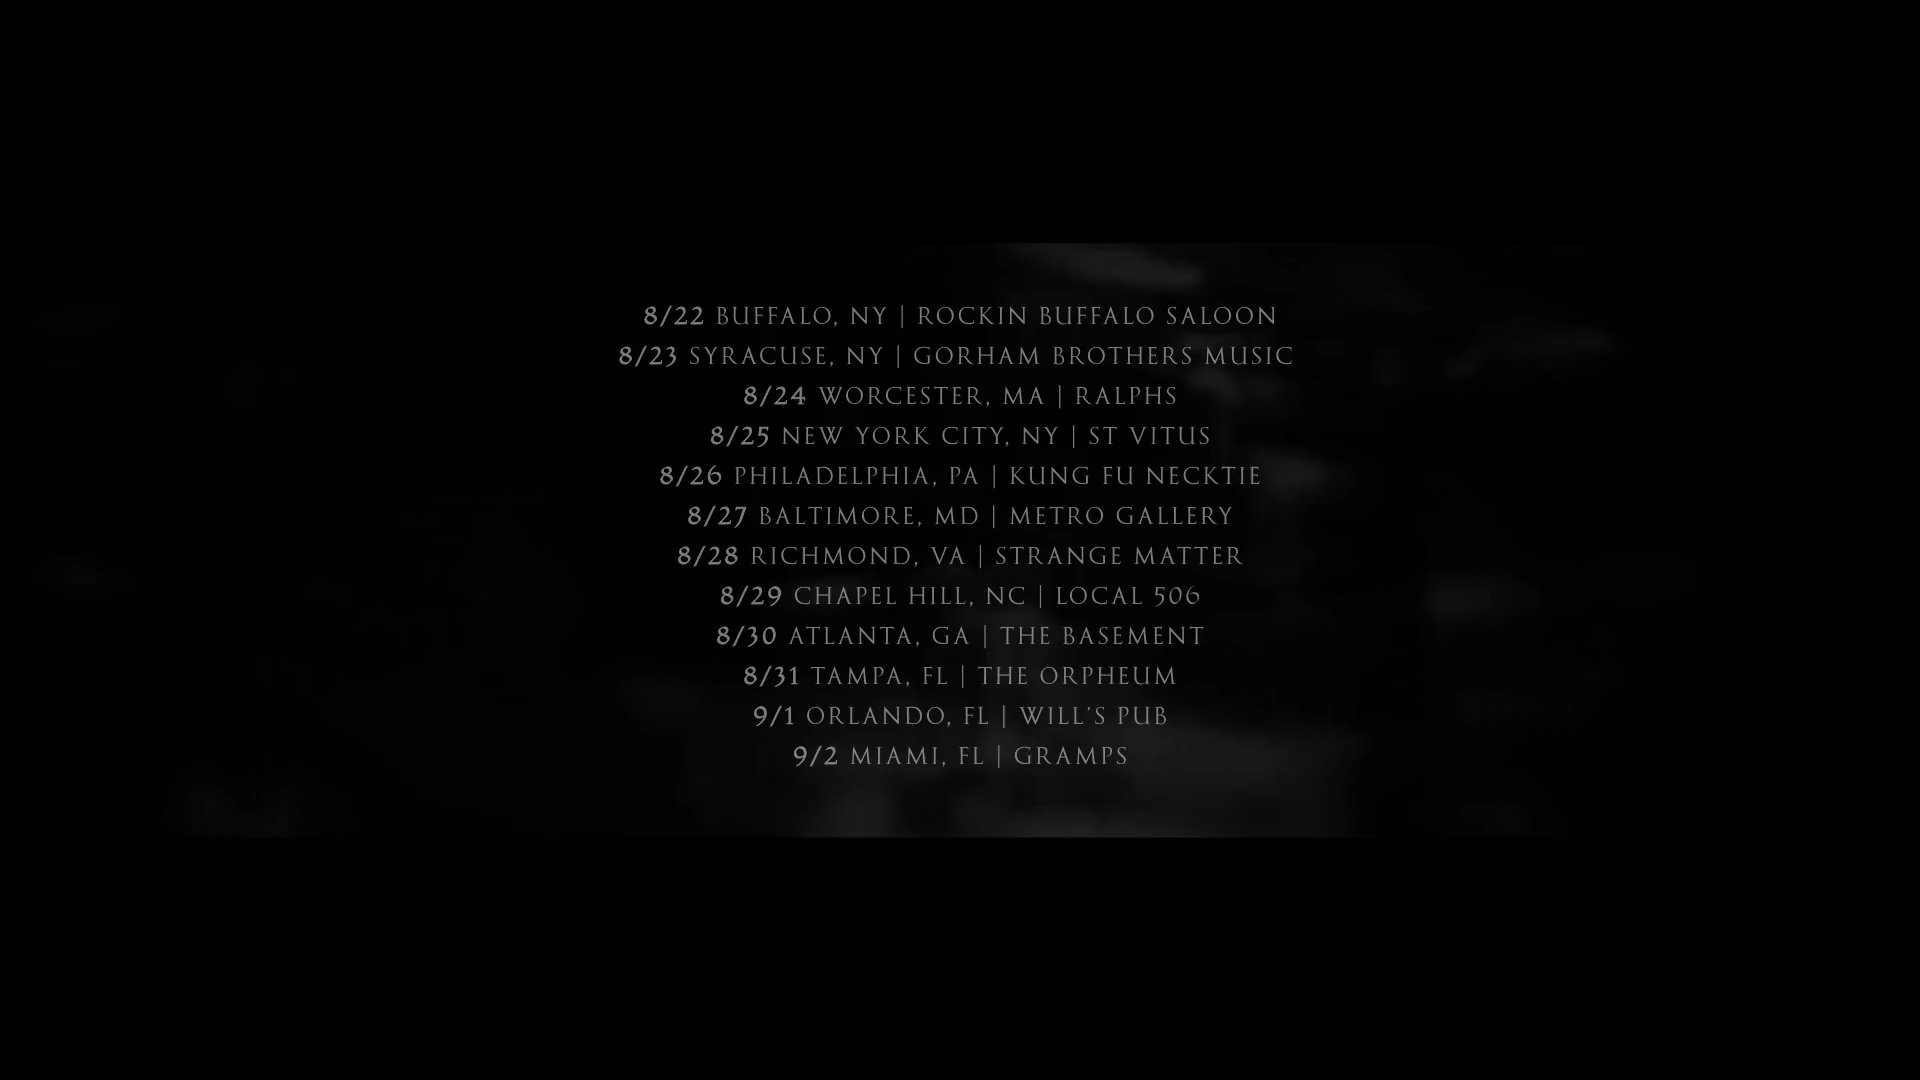 8/22 BUFFALO, NY | ROCKIN BUFFALO SALOON
8/23 SYRACUSE, NY | GORHAM BROTHERS MUSIC
8/24 WORCESTER, MA | RALPHS
8/25 NEW YORK CITY, NY | ST VITUS
8/26 PHILADELPHIA, PA | KUNG FU NECKTIE
8/27 BALTIMORE, MD | METRO GALLERY
8/28 RICHMOND, VA | STRANGE MATTER
8/29 CHAPEL HILL, NC | LOCAL 506
8/30 ATLANTA, GA | THE BASEMENT
8/31 TAMPA, FL | THE ORPHEUM
9/1 ORLANDO, FL | WILL’S PUB
9/2 MIAMI, FL | GRAMPS